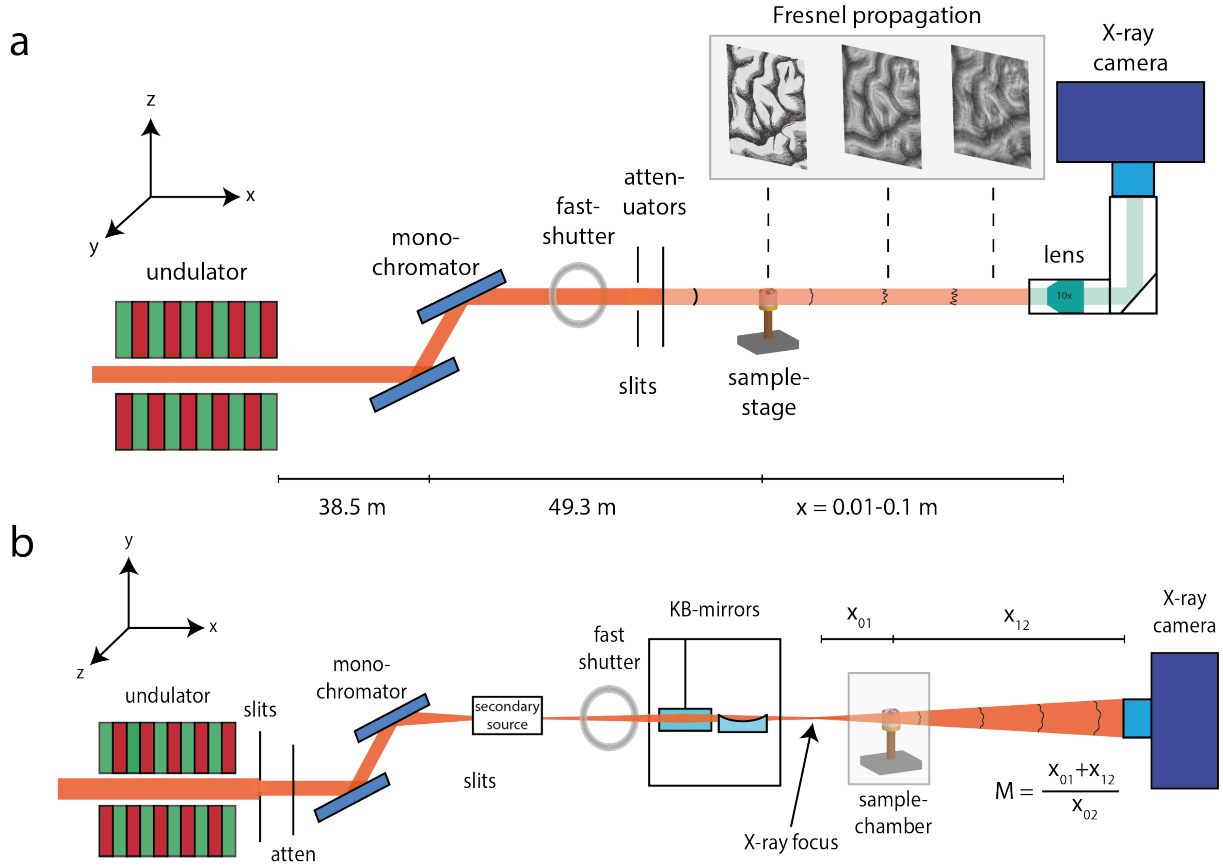 a
Fresnel propagation
X-ray
camera
z
x
y
undulator
mono-
chromator
fast-
shutter
atten-
uators
slits
sample-
stage
lens
10x
38.5 m
49.3 m
x = 0.01-0.1 m
b
y
x
z
undulator
slits
atten
mono-
chromator
secondary
source
slits
fast
shutter
KB-mirrors
X-ray focus
x01
x12
sample-
chamber
X-ray
camera
M = x01+x12
x02